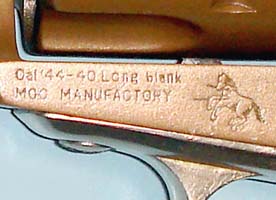 Cal '44-40 Long blank
MGC MANUFACTORY